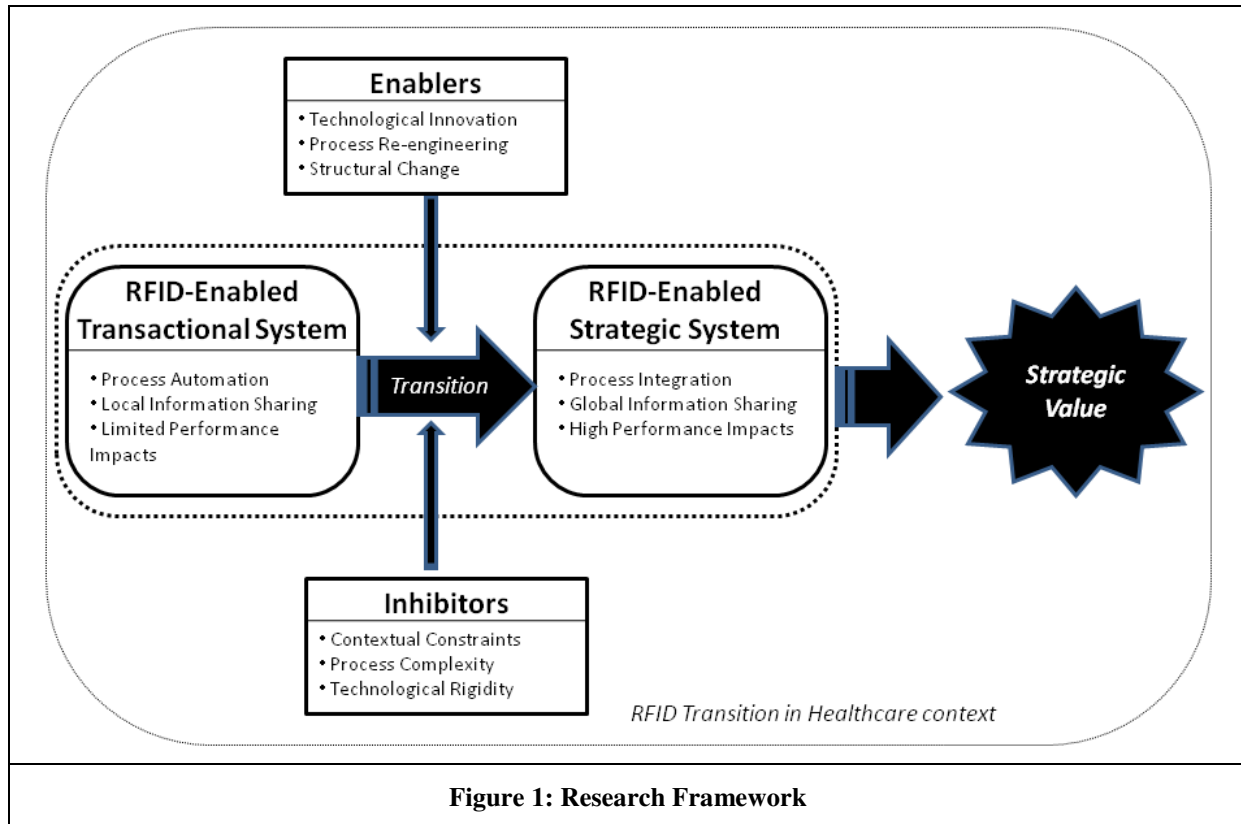 Enablers
• Technological Innovation
• Process Re-engineering
• Structural Change
RFID-Enabled
Transactional System
• Process Automation
• Local Information Sharing
• Limited Performance
Impacts
Transition
RFID-Enabled
Strategic System
• Process Integration
• Global Information Sharing
• High Performance Impacts
Strategic
Value
Inhibitors
• Contextual Constraints
• Process Complexity
• Technological Rigidity
RFID Transition in Healthcare context
Figure 1: Research Framework